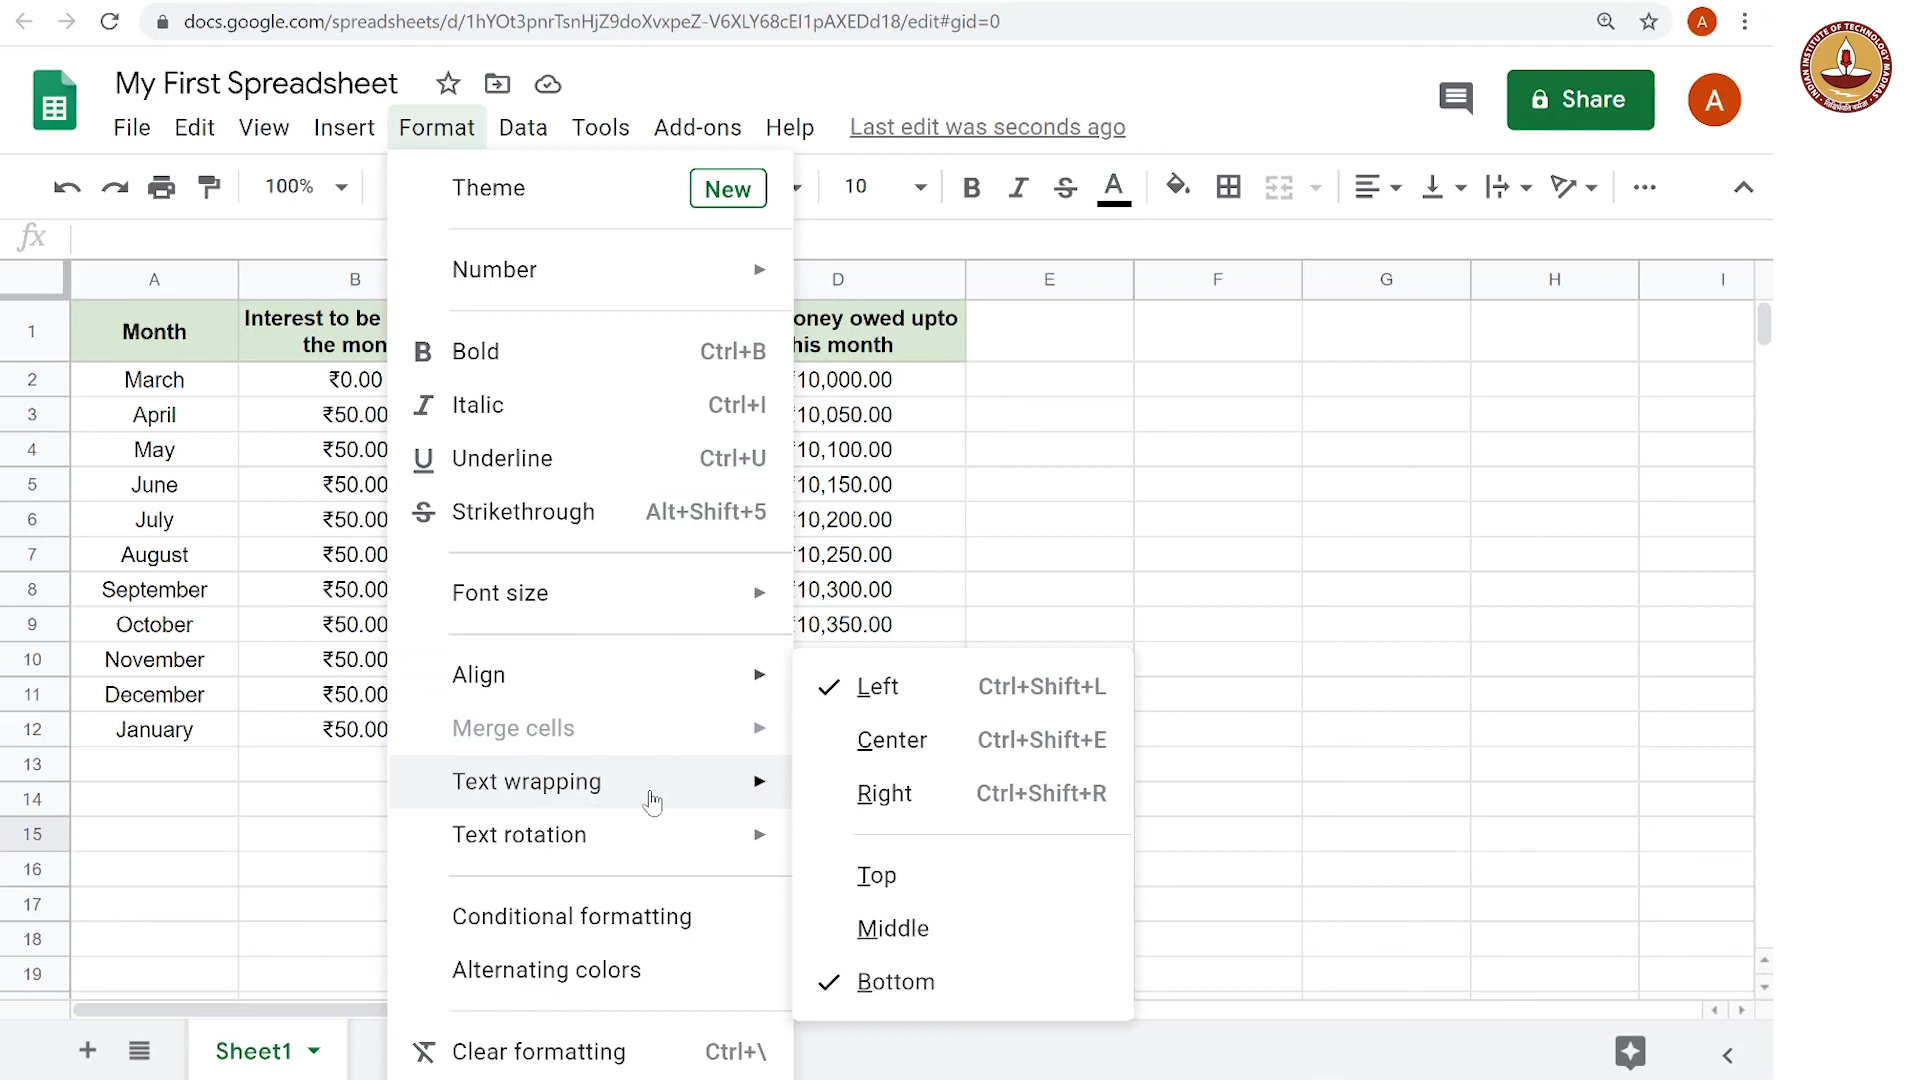 docs.google.com/spreadsheets/d/1hYOt3pnrTsnHjZ9doXvxpeZ-V6XLY68cEI1pAXEDd18/edit#gid=0
A
My First Spreadsheet
Share
A
File Edit View Insert Format Data Tools Add-ons Help Last edit was seconds ago
100%
10
B I S A
fx
A B D E F G H I
1 Month Interest to be
the mon
oney owed upto
his month
2 March ₹0.00 10,000.00
3 April ₹50.00 10,050.00
4 May ₹50.00 10,100.00
5 June ₹50.00 10,150.00
6 July ₹50.00 10,200.00
7 August ₹50.00 10,250.00
8 September ₹50.00 10,300.00
9 October ₹50.00 10,350.00
10 November ₹50.00
11 December ₹50.00
12 January ₹50.00
13
14
15
16
17
18
19
Theme New
Number
B Bold Ctrl+B
I Italic Ctrl+I
U Underline Ctrl+U
S Strikethrough Alt+Shift+5
Font size
Align
Merge cells
Text wrapping
Text rotation
Conditional formatting
Alternating colors
Clear formatting Ctrl+\
Left Ctrl+Shift+L
Center Ctrl+Shift+E
Right Ctrl+Shift+R
Top
Middle
Bottom
Sheet1
INDIAN INSTITUTE OF TECHNOLOGY MADRAS